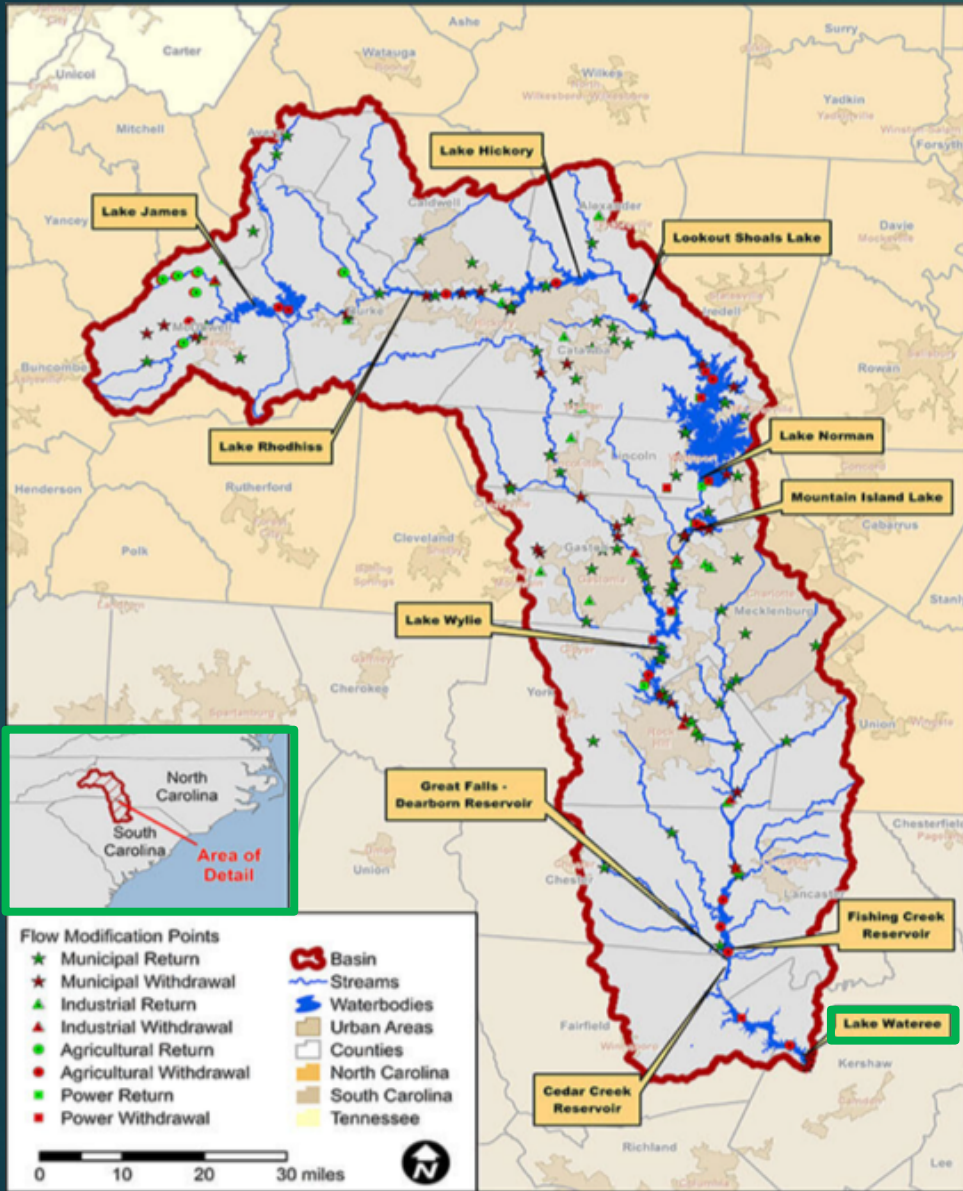 Ashe
Surry
Carter
Watauga
Unicol
Wilkes
Yadkin
Mitchell
Avery
Lake Hickory
Forsyth
Yancey
Lake James
Caldwell
Alexander
Davie
Lookout Shoals Lake
Burke
Iredell
McDowell
Catawba
Buncombe
Rowan
Lake Rhodhiss
Lincoln
Lake Norman
Henderson
Rutherford
Mountain Island Lake
Cabarrus
Cleveland
Polk
Gaston
Gastonia
Charlotte
Stanly
Mecklenburg
Lake Wylie
Cherokee
York
Spartanburg
Union
Rock
Hill
North
Carolina
South
Carolina
Area of
Detail
Great Falls -
Dearborn Reservoir
Chesterfield
Union
Chester
Lancaster
Fishing Creek
Reservoir
Lake Wateree
Fairfield
Kershaw
Cedar Creek
Reservoir
Richland
Lee
Flow Modification Points
Municipal Return
Municipal Withdrawal
Industrial Return
Industrial Withdrawal
Agricultural Return
Agricultural Withdrawal
Power Return
Power Withdrawal
Basin
Streams
Waterbodies
Urban Areas
Counties
North Carolina
South Carolina
Tennessee
0 10 20 30 miles
N